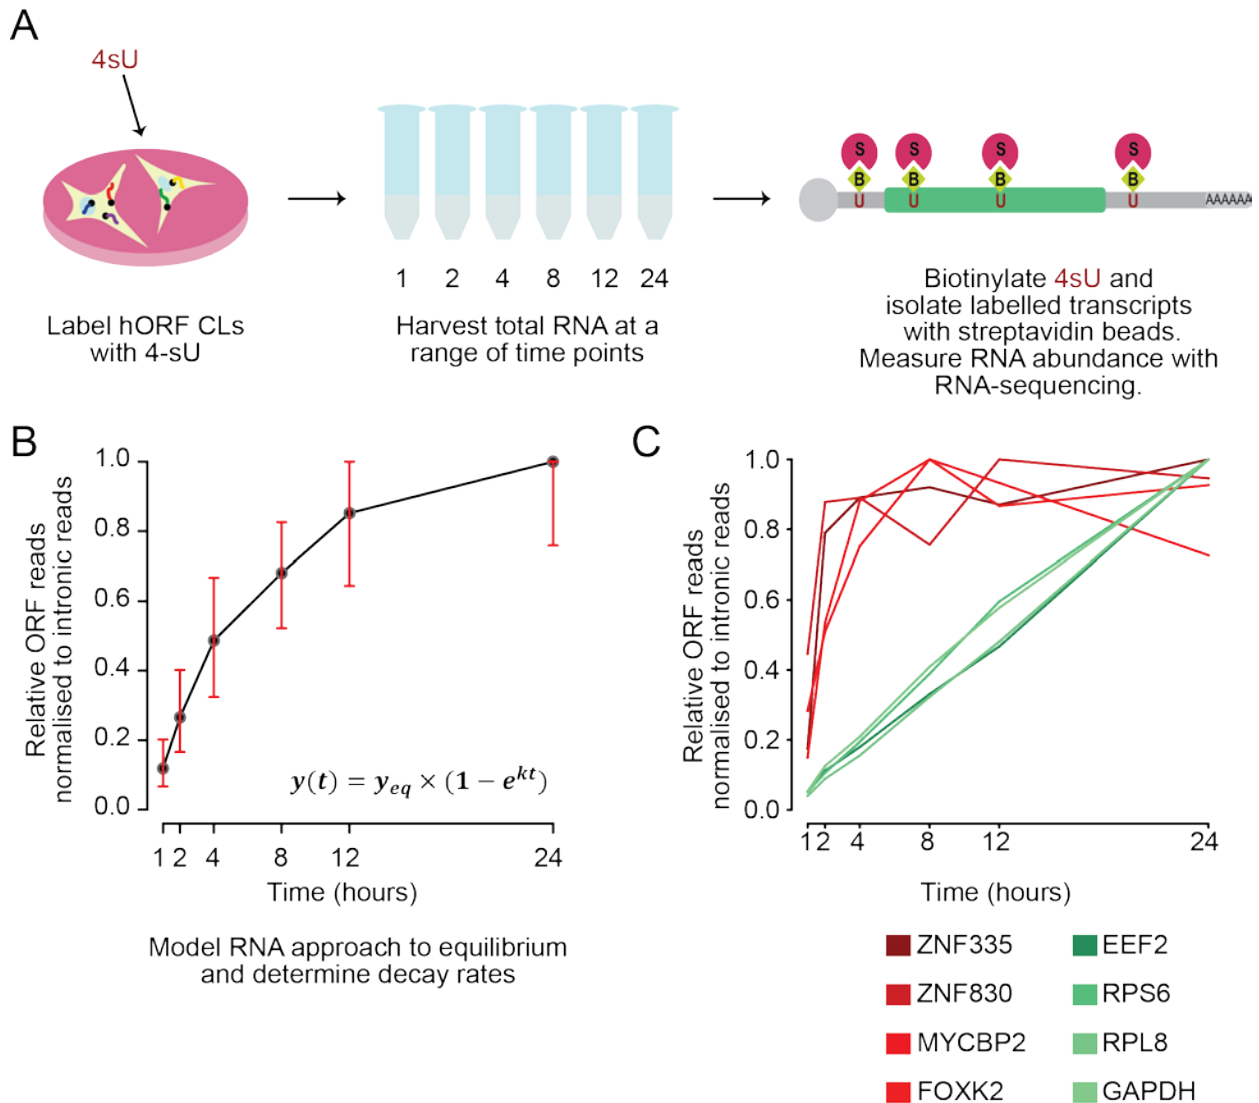 A
4sU
S S S S
B B B B
U U U U
AAAAAA
1 2 4 8 12 24
Label hORF CLs
with 4-sU
Harvest total RNA at a
range of time points
Biotinylate 4sU and
isolate labelled transcripts
with streptavidin beads.
Measure RNA abundance with
RNA-sequencing.
B
Relative ORF reads
normalised to intronic reads
1.0
0.8
0.6
0.4
0.2
0.0
y(t) = y_eq × (1 − e^{kt})
1 2 4 8 12 24
Time (hours)
Model RNA approach to equilibrium
and determine decay rates
C
Relative ORF reads
normalised to intronic reads
1.0
0.8
0.6
0.4
0.2
0.0
1 2 4 8 12 24
Time (hours)
ZNF335 EEF2
ZNF830 RPS6
MYCBP2 RPL8
FOXK2 GAPDH